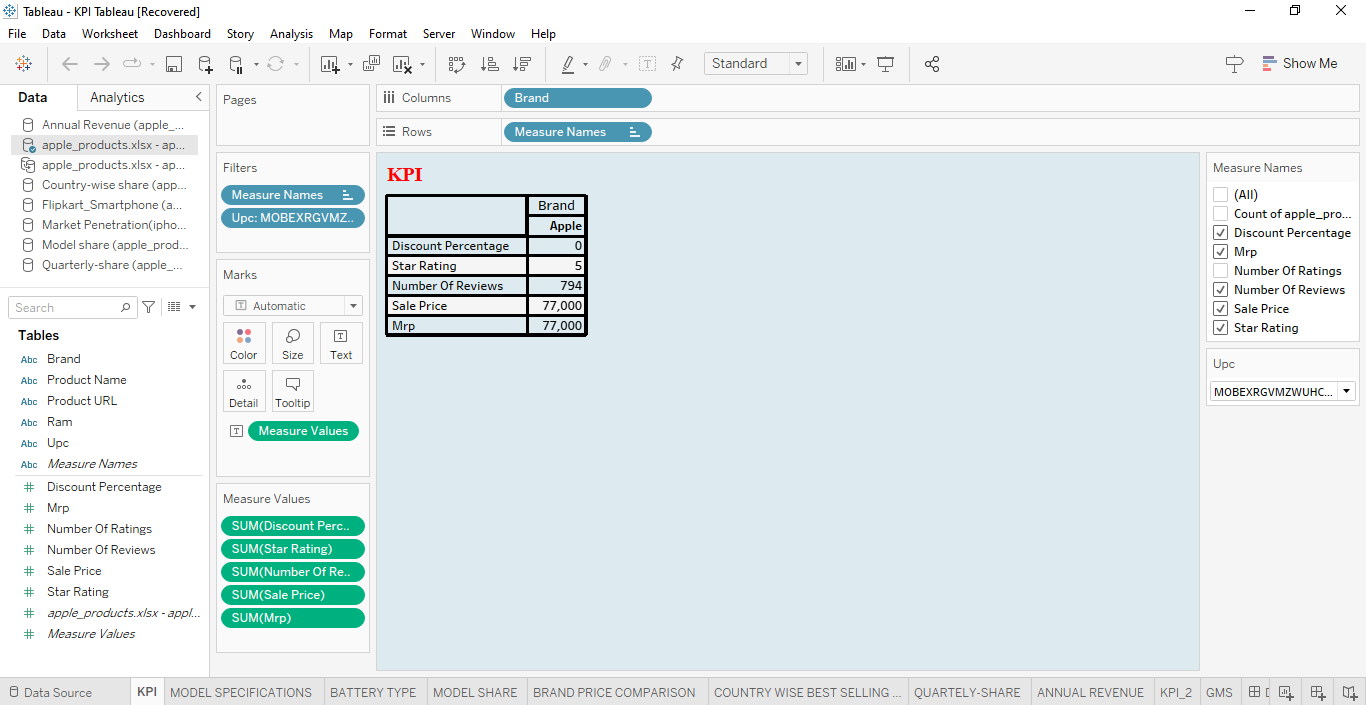 Tableau - KPI Tableau [Recovered]
File Data Worksheet Dashboard Story Analysis Map Format Server Window Help
Standard
Show Me
Data Analytics
Annual Revenue (apple_...
apple_products.xlsx - ap...
apple_products.xlsx - ap...
Country-wise share (app...
Flipkart_Smartphone (a...
Market Penetration(ipho...
Model share (apple_prod...
Quarterly-share (apple_...
Search
Tables
Abc Brand
Abc Product Name
Abc Product URL
Abc Ram
Abc Upc
Abc Measure Names
# Discount Percentage
# Mrp
# Number Of Ratings
# Number Of Reviews
# Sale Price
# Star Rating
# apple_products.xlsx - appl...
# Measure Values
Pages
Filters
Measure Names
Upc: MOBEXRGVMZ..
Marks
T Automatic
Color Size T Text
Detail Tooltip
T Measure Values
Measure Values
SUM(Discount Perc..
SUM(Star Rating)
SUM(Number Of Re..
SUM(Sale Price)
SUM(Mrp)
Columns Brand
Rows Measure Names
KPI
Brand
Apple
Discount Percentage 0
Star Rating 5
Number Of Reviews 794
Sale Price 77,000
Mrp 77,000
Measure Names
(All)
Count of apple_pro...
Discount Percentage
Mrp
Number Of Ratings
Number Of Reviews
Sale Price
Star Rating
Upc
MOBEXRGVMZWUHC...
Data Source KPI MODEL SPECIFICATIONS BATTERY TYPE MODEL SHARE BRAND PRICE COMPARISON COUNTRY WISE BEST SELLING ... QUARTELY-SHARE ANNUAL REVENUE KPI_2 GMS